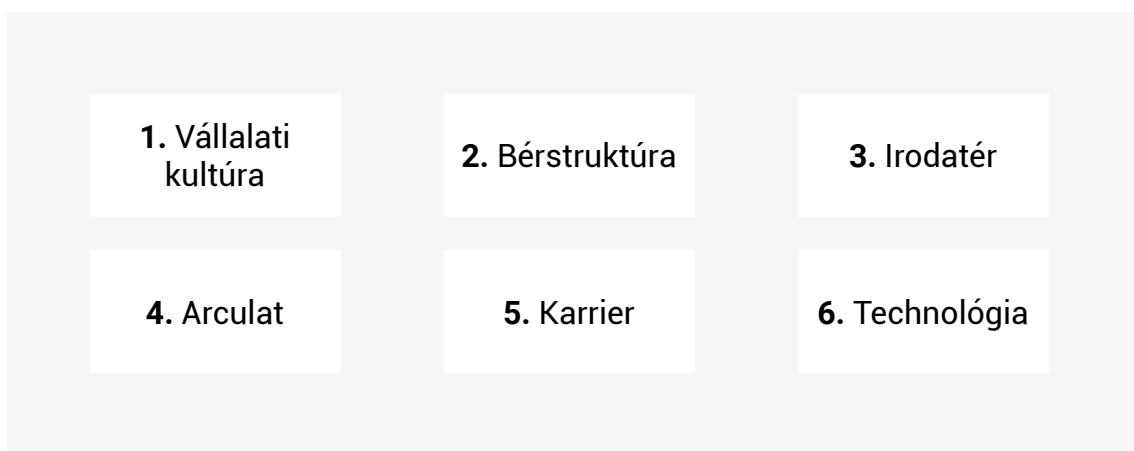 1. Vállalati
kultúra
2. Bérstruktúra
3. Irodatér
4. Arculat
5. Karrier
6. Technológia